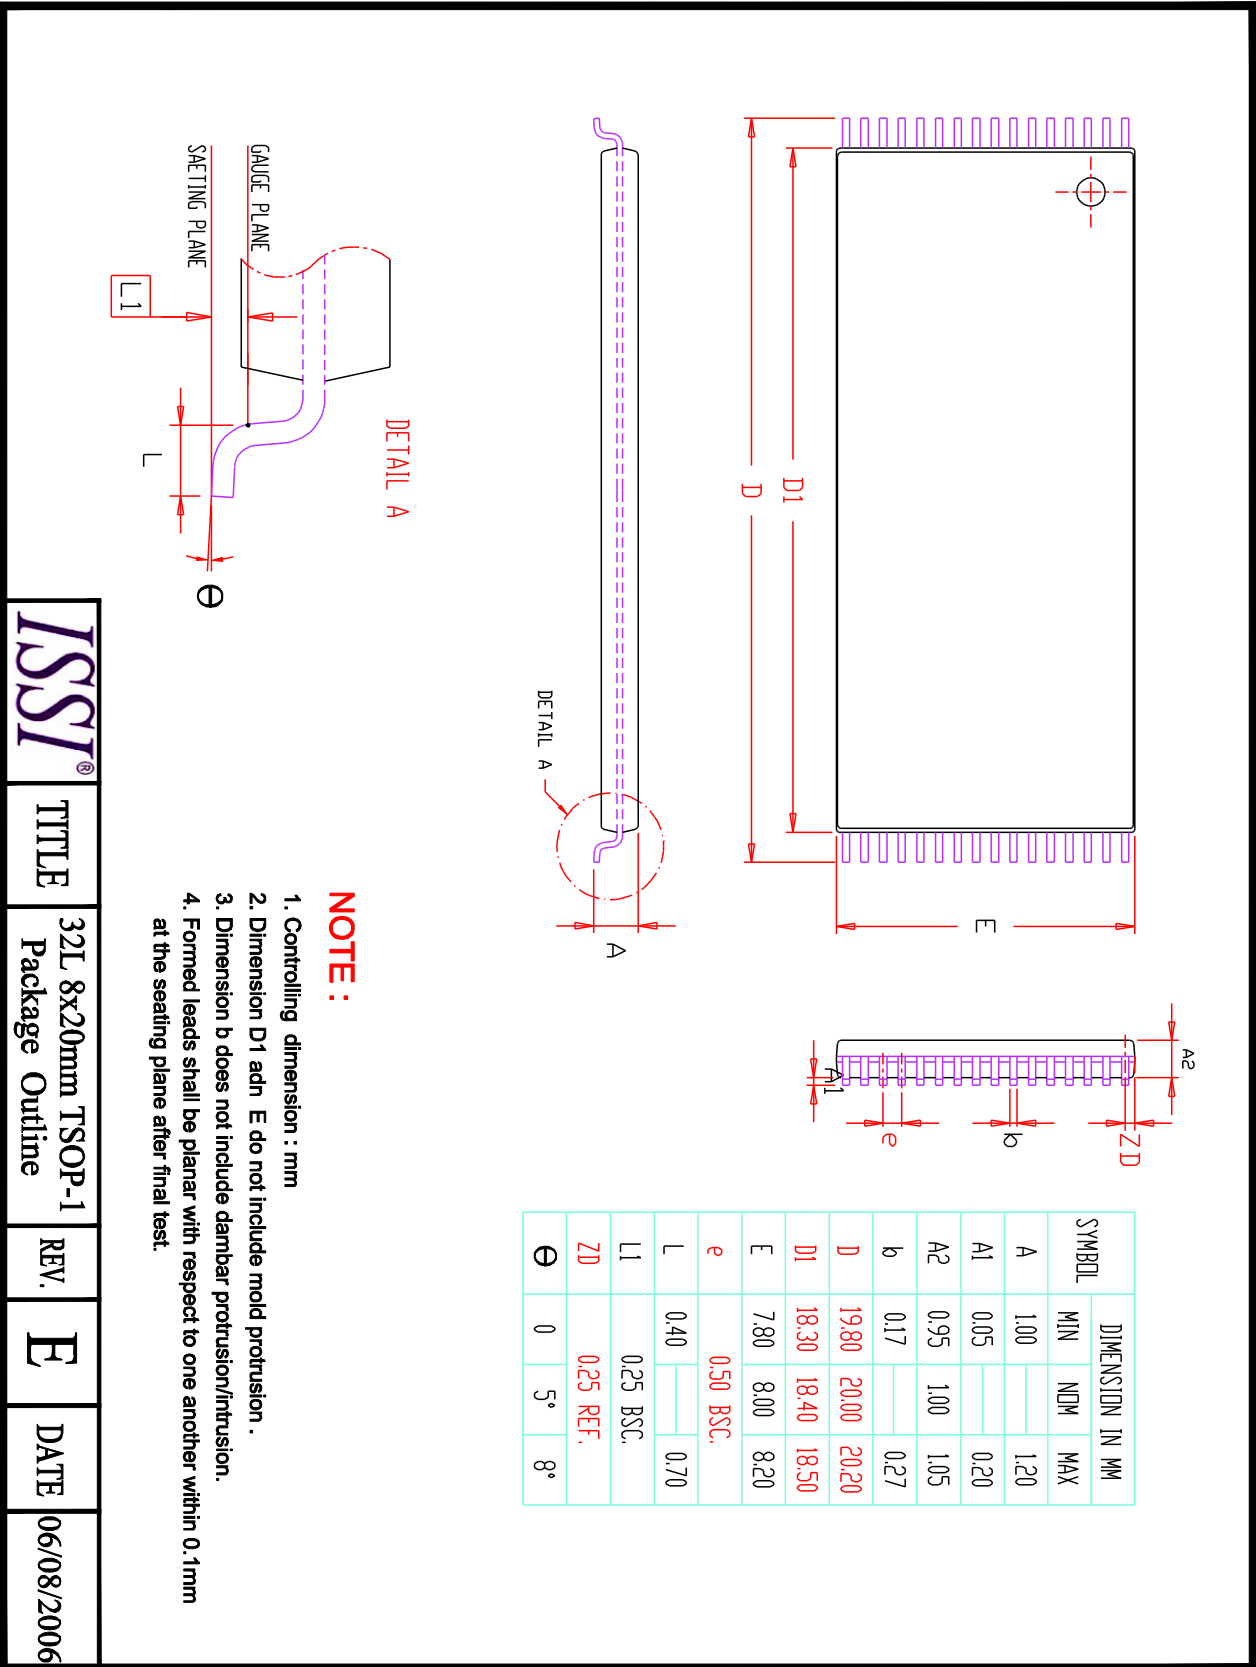 D1
D
E
A2
A1
e
b
ZD
DETAIL A
A
DETAIL A
GAUGE PLANE
SAETING PLANE
L1
L
Θ
SYMBOL DIMENSION IN MM
MIN NOM MAX
A 1.00 1.20
A1 0.05 0.20
A2 0.95 1.00 1.05
b 0.17 0.27
D 19.80 20.00 20.20
D1 18.30 18.40 18.50
E 7.80 8.00 8.20
e 0.50 BSC.
L 0.40 0.70
L1 0.25 BSC.
ZD 0.25 REF.
Θ 0 5° 8°
NOTE :
1. Controlling dimension : mm
2. Dimension D1 adn E do not include mold protrusion .
3. Dimension b does not include dambar protrusion/intrusion.
4. Formed leads shall be planar with respect to one another within 0.1mm
at the seating plane after final test.
ISSI®
TITLE
32L 8x20mm TSOP-1
Package Outline
REV.
E
DATE
06/08/2006